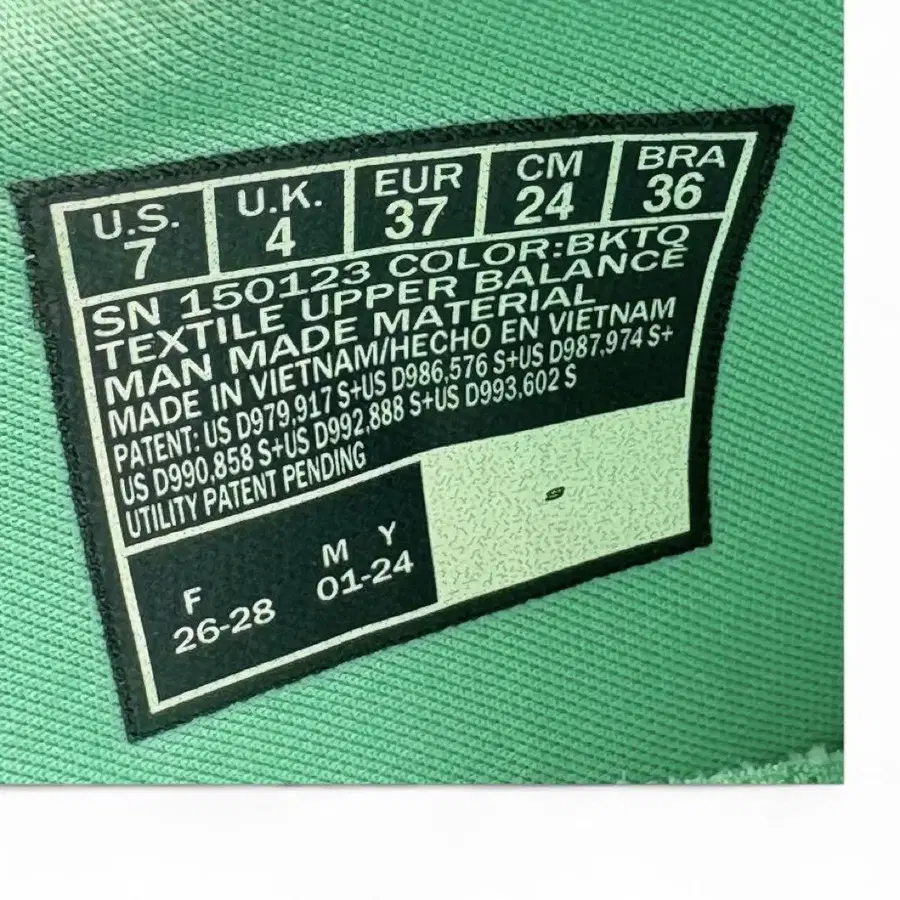 U.S. U.K. EUR CM BRA
7 4 37 24 36
SN 150123 COLOR:BKTQ
TEXTILE UPPER BALANCE
MAN MADE MATERIAL
MADE IN VIETNAM/HECHO EN VIETNAM
PATENT: US D979,917 S+US D986,576 S+US D987,974 S+
US D990,858 S+US D992,888 S+US D993,602 S
UTILITY PATENT PENDING
F M Y
26-28 01-24